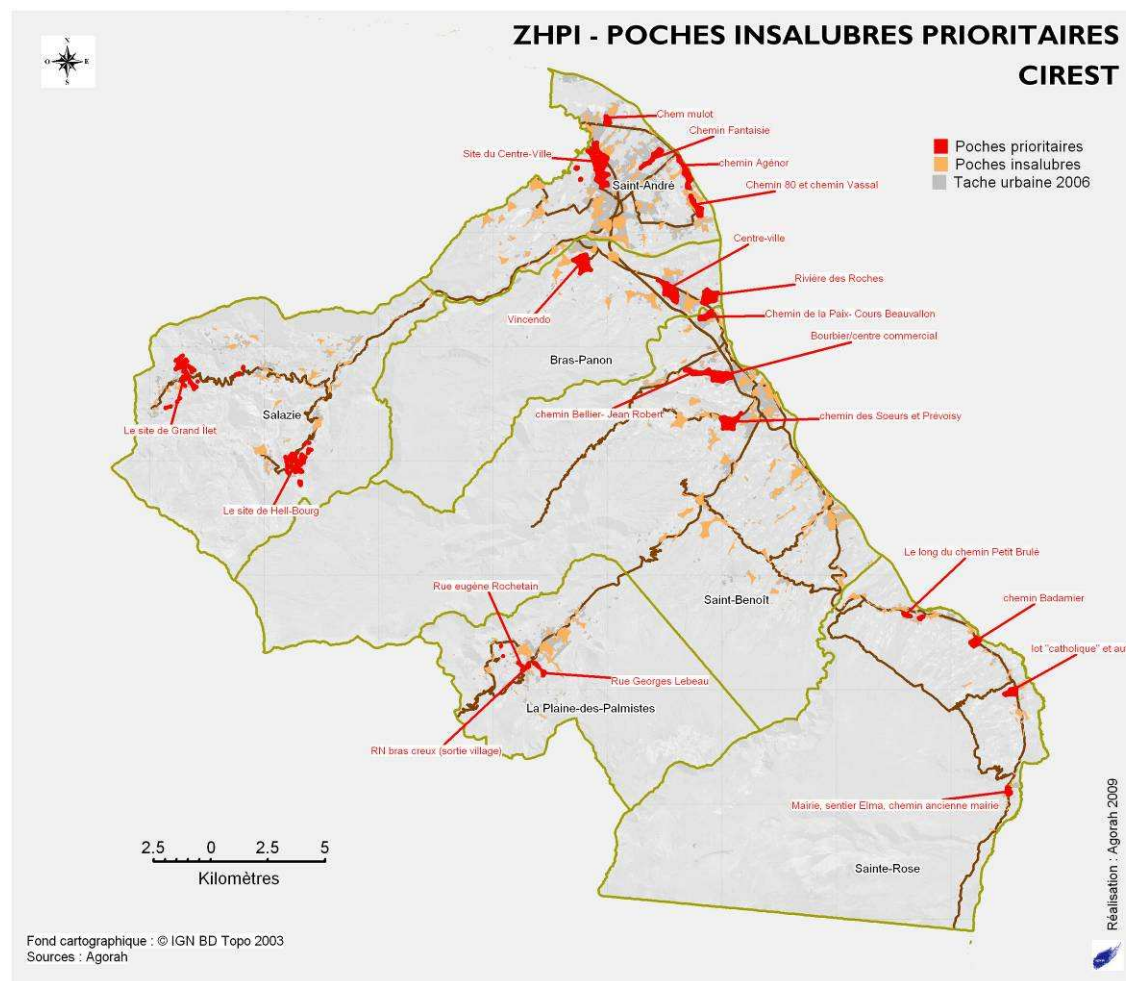 ZHPI - POCHES INSALUBRES PRIORITAIRES
CIREST
N
O
E
S
Chem mulot
Chemin Fantaisie
Site du Centre-Ville
chemin Agénor
Saint-André
Chemin 80 et chemin Vassal
Poches prioritaires
Poches insalubres
Tache urbaine 2006
Centre-ville
Rivière des Roches
Vincendo
Chemin de la Paix- Cours Beauvallon
Bourbier/centre commercial
Bras-Panon
Salazie
chemin Bellier- Jean Robert
chemin des Soeurs et Prévoisy
Le site de Grand Ilet
Le site de Hell-Bourg
Le long du chemin Petit Brulé
Rue eugène Rochetain
Saint-Benoît
chemin Badamier
lot "catholique" et au
Rue Georges Lebeau
La Plaine-des-Palmistes
RN bras creux (sortie village)
Mairie, sentier Elma, chemin ancienne mairie
Sainte-Rose
2.5 0 2.5 5
Kilomètres
Réalisation : Agorah 2009
Fond cartographique : © IGN BD Topo 2003
Sources : Agorah